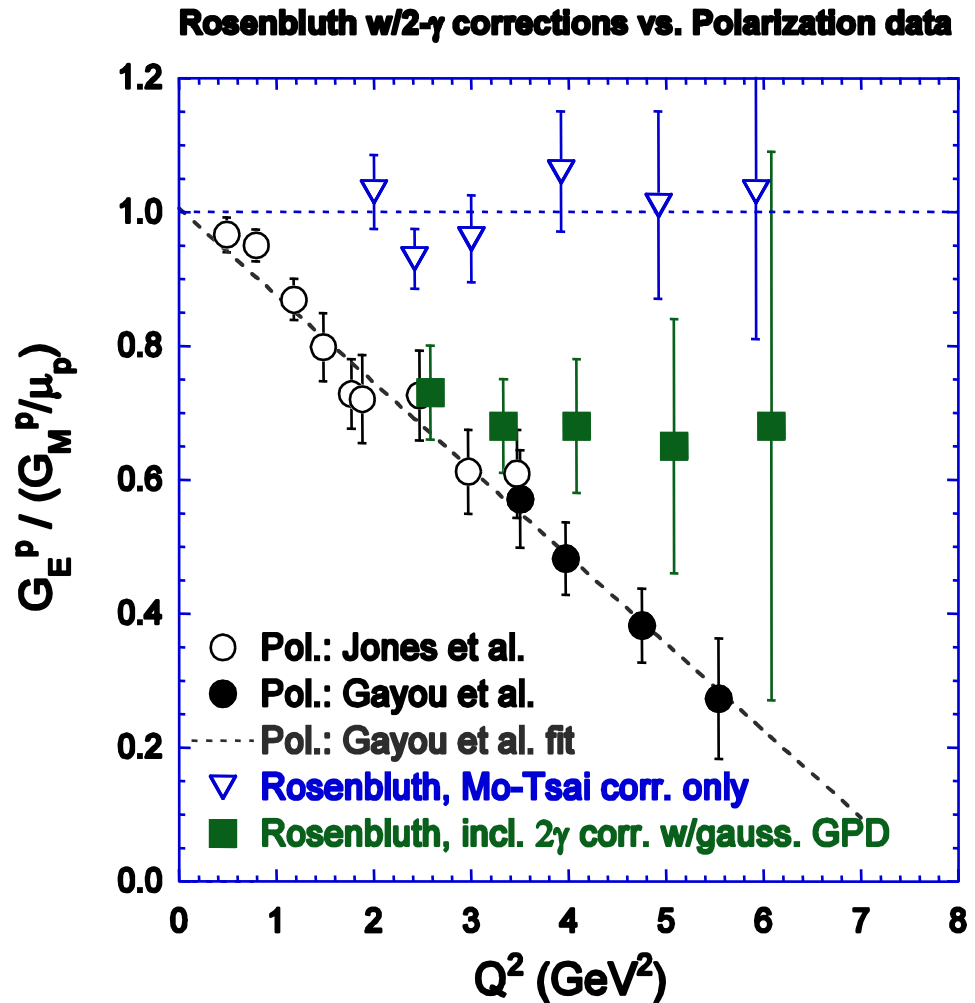 Rosenbluth w/2-γ corrections vs. Polarization data
1.2
1.0
0.8
0.6
0.4
0.2
0.0
G_E^p / (G_M^p/μ_p)
Pol.: Jones et al.
Pol.: Gayou et al.
Pol.: Gayou et al. fit
Rosenbluth, Mo-Tsai corr. only
Rosenbluth, incl. 2γ corr. w/gauss. GPD
0 1 2 3 4 5 6 7 8
Q² (GeV²)